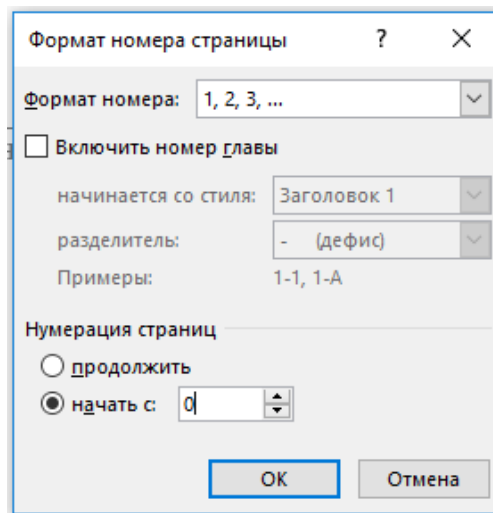 Формат номера страницы ?
Формат номера: 1, 2, 3, ...
Включить номер главы
начинается со стиля: Заголовок 1
разделитель: - (дефис)
Примеры: 1-1, 1-A
Нумерация страниц
продолжить
начать с: 0
ОК Отмена